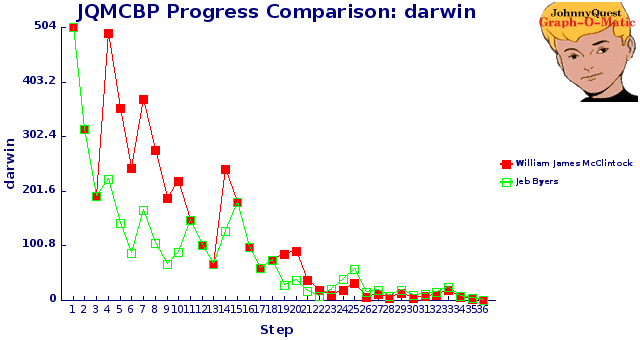 JQMCBP Progress Comparison: darwin
JohnnyQuest
Graph-O-Matic
504
403.2
302.4
201.6
100.8
0
darwin
William James McClintock
Jeb Byers
1 2 3 4 5 6 7 8 9 10 11 12 13 14 15 16 17 18 19 20 21 22 23 24 25 26 27 28 29 30 31 32 33 34 35 36
Step